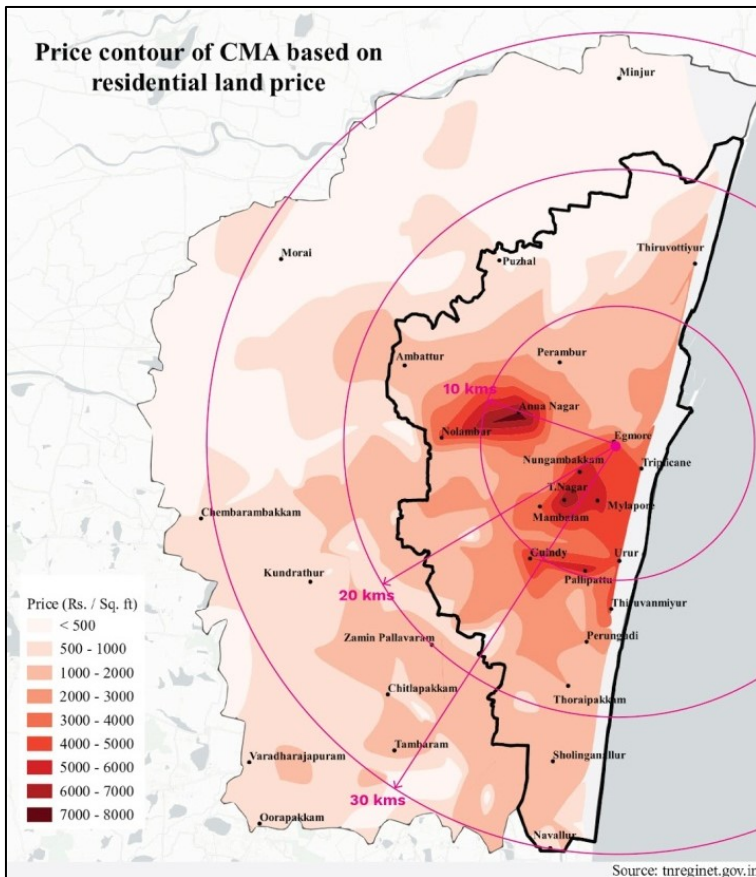 Price contour of CMA based on
residential land price
Minjur
Morai
Puzhal
Thiruvottiyur
Ambattur
Perambur
10 kms
Anna Nagar
Nolambar
Egmore
Nungambakkam
Triplicane
T.Nagar
Mylapore
Mambalam
Chembarambakkam
Guindy
Urur
Pallipattu
Kundrathur
20 kms
Thiruvanmiyur
Zamin Pallavaram
Perungudi
Chitlapakkam
Thoraipakkam
Tambaram
Varadharajapuram
Sholinganallur
30 kms
Oorapakkam
Navallur
Price (Rs. / Sq. ft)
< 500
500 - 1000
1000 - 2000
2000 - 3000
3000 - 4000
4000 - 5000
5000 - 6000
6000 - 7000
7000 - 8000
Source: tnreginet.gov.in